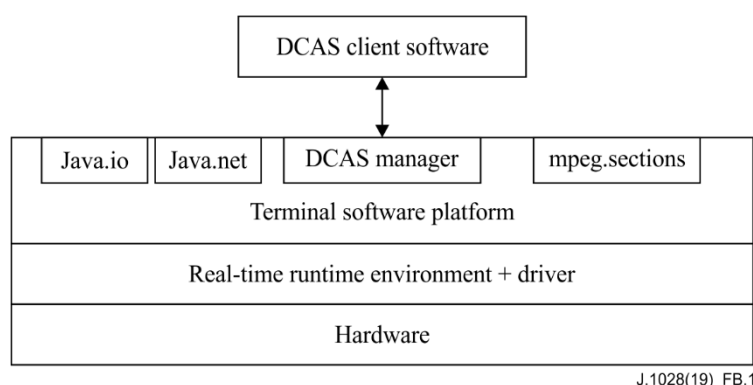 DCAS client software
Java.io
Java.net
DCAS manager
mpeg.sections
Terminal software platform
Real-time runtime environment + driver
Hardware
J.1028(19)_FB.1